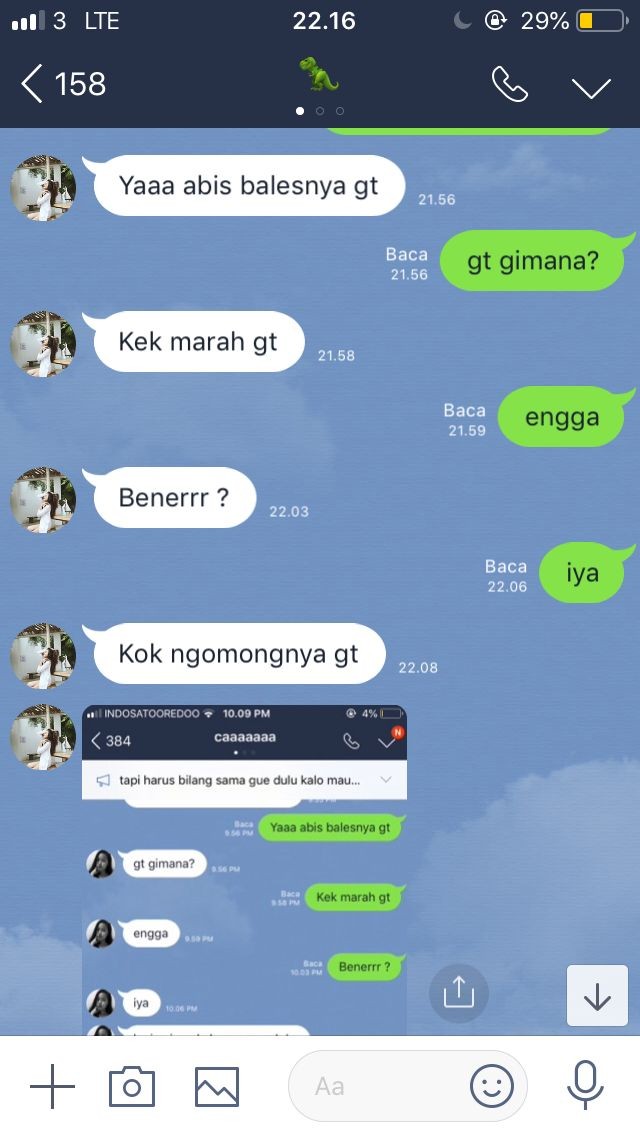 3 LTE 22.16 29%
158
Yaaa abis balesnya gt
21.56
Baca
21.56
gt gimana?
Kek marah gt
21.58
Baca
21.59
engga
Benerrr ?
22.03
Baca
22.06
iya
Kok ngomongnya gt
22.08
INDOSATOOREDOO 10.09 PM 4%
384 caaaaaaa N
tapi harus bilang sama gue dulu kalo mau...
Baca
9.56 PM
Yaaa abis balesnya gt
gt gimana?
9.56 PM
Baca
9.58 PM
Kek marah gt
engga
9.59 PM
Baca
10.03 PM
Benerrr ?
iya
10.06 PM
Aa